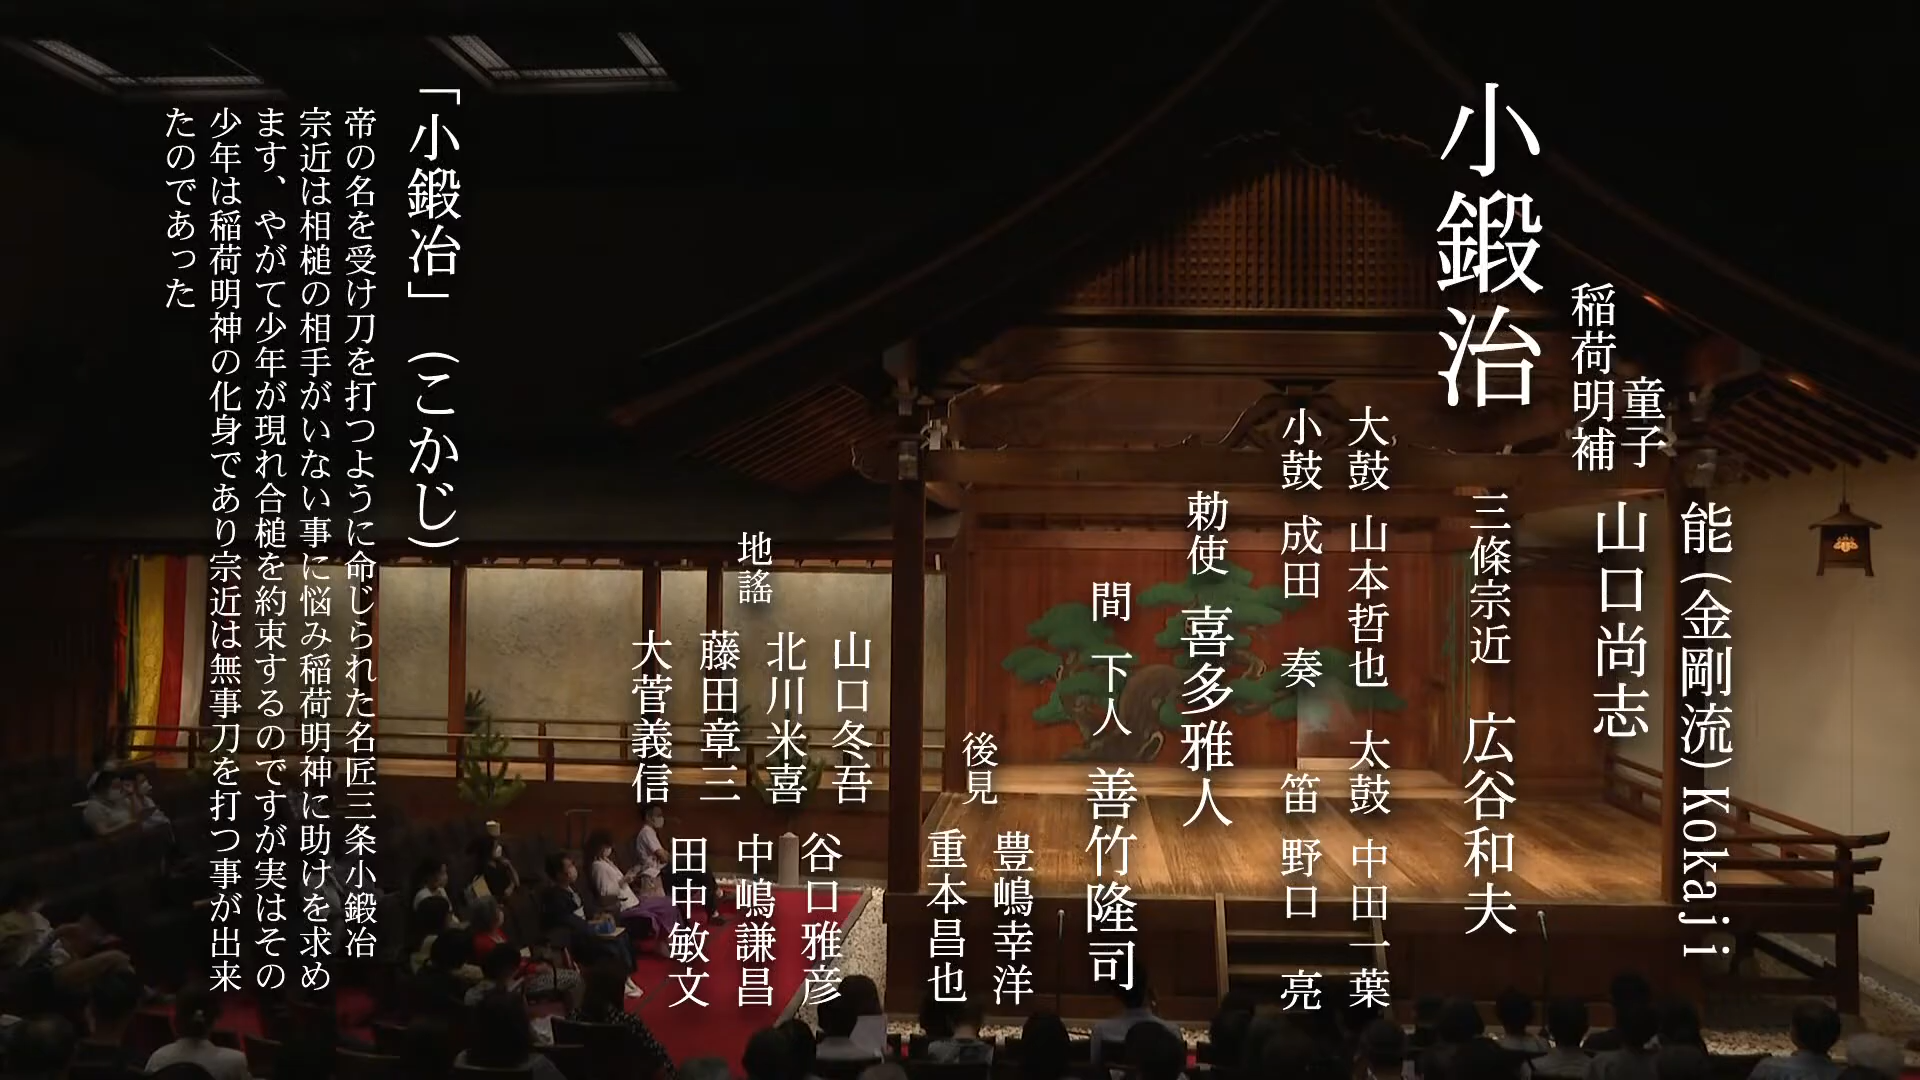 能（金剛流）Kokaji
童子
稲荷明補
山口尚志
小鍛治
三條宗近 広谷和夫
大鼓 山本哲也 太鼓 中田一葉
小鼓 成田 奏 笛 野口 亮
勅使 喜多雅人
間 下人 善竹隆司
後見
豊嶋幸洋
重本昌也
地謠
山口冬吾
北川米喜
藤田章三
大菅義信
谷口雅彦
中嶋謙昌
田中敏文
「小鍛冶」（こかじ）
帝の名を受け刀を打つように命じられた名匠三条小鍛冶
宗近は相槌の相手がいない事に悩み稲荷明神に助けを求め
ます、やがて少年が現れ合槌を約束するのですが実はその
少年は稲荷明神の化身であり宗近は無事刀を打つ事が出来
たのであった